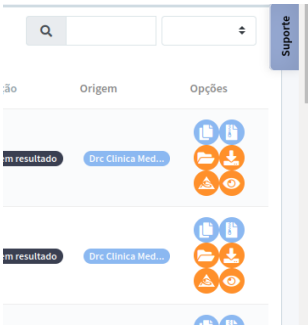 Suporte
ção Origem Opções
em resultado Drc Clinica Med...
em resultado Drc Clinica Med...